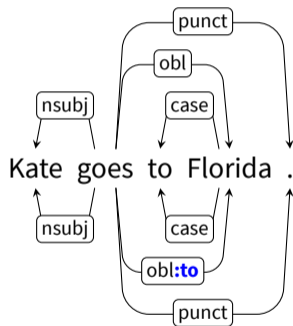 punct
obl
nsubj case
Kate goes to Florida .
nsubj case
obl:to
punct